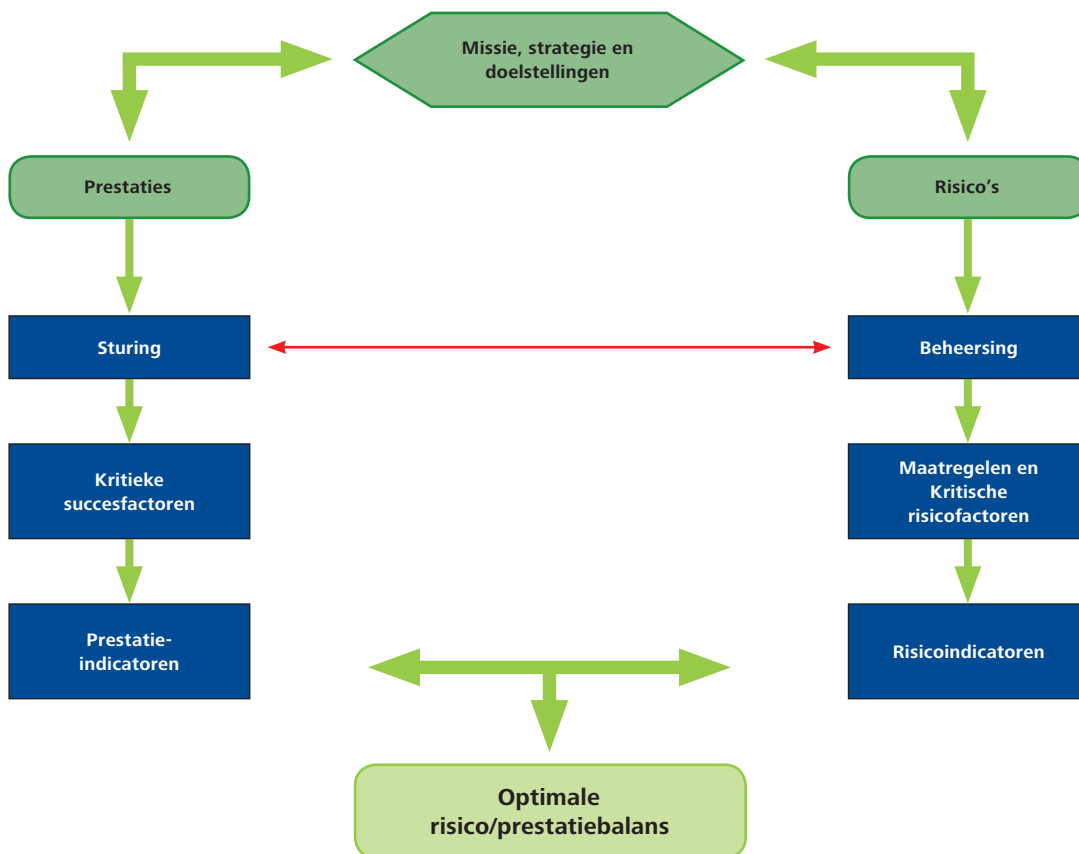 Missie, strategie en
doelstellingen
Prestaties
Risico’s
Sturing
Beheersing
Kritieke
succesfactoren
Maatregelen en
Kritische
risicofactoren
Prestatie-
indicatoren
Risicoindicatoren
Optimale
risico/prestatiebalans